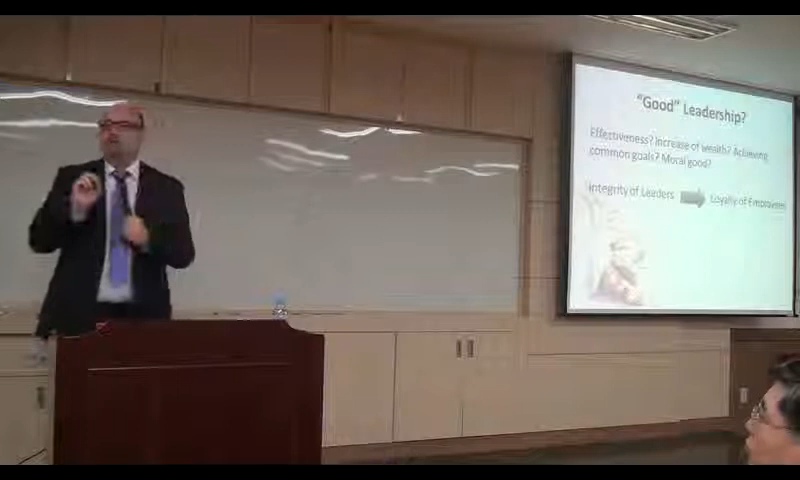 "Good" Leadership?
Effectiveness? Increase of wealth? Achieving
common goals? Moral good?
Integrity of Leaders Loyalty of Employees